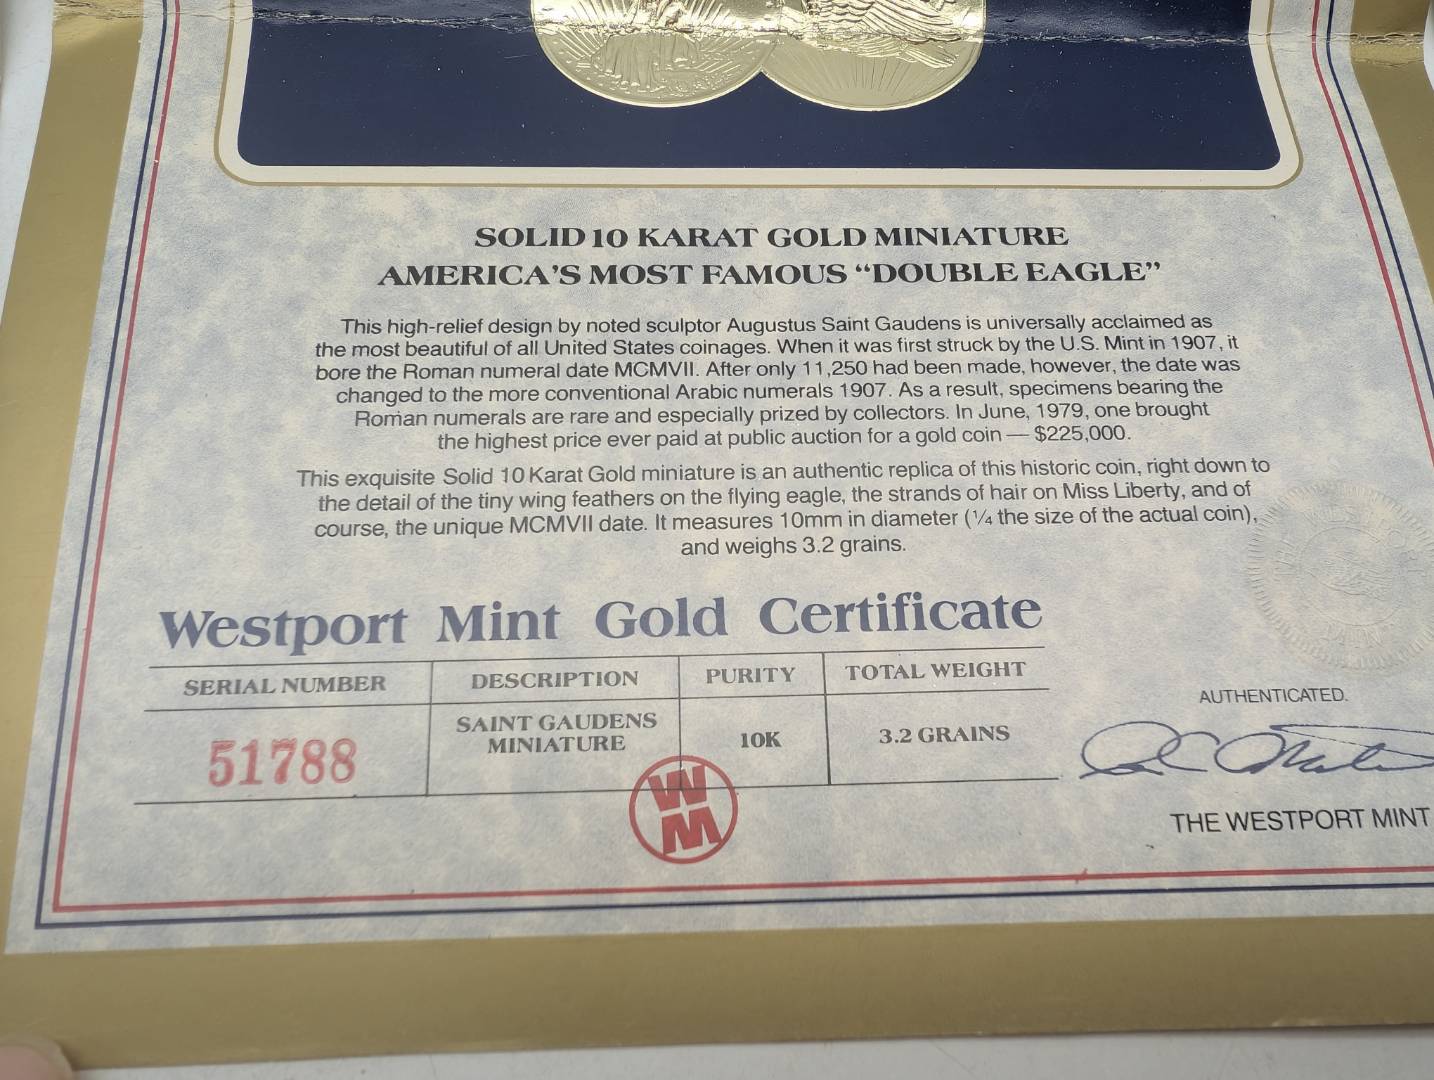 SOLID 10 KARAT GOLD MINIATURE
AMERICA'S MOST FAMOUS “DOUBLE EAGLE”
This high-relief design by noted sculptor Augustus Saint Gaudens is universally acclaimed as
the most beautiful of all United States coinages. When it was first struck by the U.S. Mint in 1907, it
bore the Roman numeral date MCMVII. After only 11,250 had been made, however, the date was
changed to the more conventional Arabic numerals 1907. As a result, specimens bearing the
Roman numerals are rare and especially prized by collectors. In June, 1979, one brought
the highest price ever paid at public auction for a gold coin — $225,000.
This exquisite Solid 10 Karat Gold miniature is an authentic replica of this historic coin, right down to
the detail of the tiny wing feathers on the flying eagle, the strands of hair on Miss Liberty, and of
course, the unique MCMVII date. It measures 10mm in diameter (¼ the size of the actual coin),
and weighs 3.2 grains.
Westport Mint Gold Certificate
SERIAL NUMBER DESCRIPTION PURITY TOTAL WEIGHT
51788 SAINT GAUDENS MINIATURE 10K 3.2 GRAINS
WM
AUTHENTICATED.
THE WESTPORT MINT